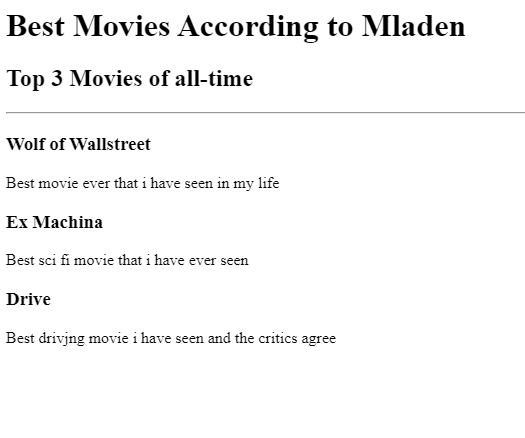 Best Movies According to Mladen
Top 3 Movies of all-time
Wolf of Wallstreet
Best movie ever that i have seen in my life
Ex Machina
Best sci fi movie that i have ever seen
Drive
Best drivjng movie i have seen and the critics agree